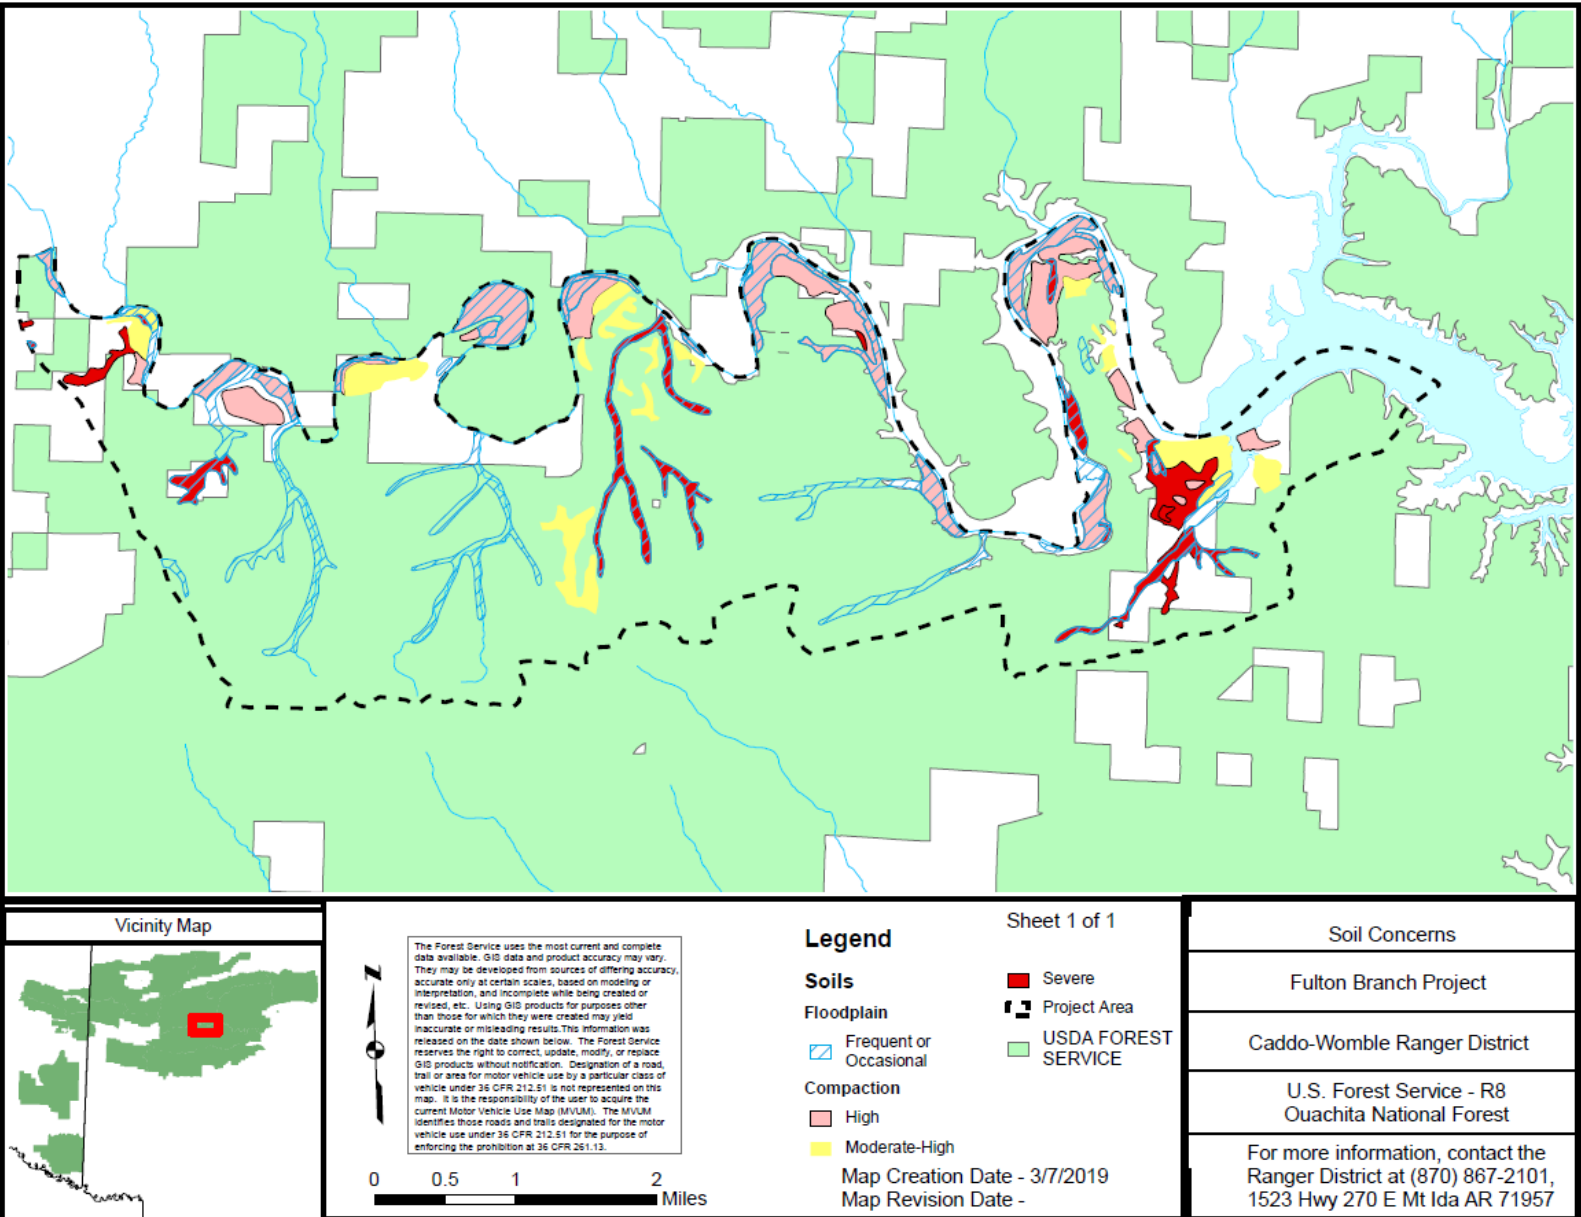 Vicinity Map
N
The Forest Service uses the most current and complete
data available. GIS data and product accuracy may vary.
They may be developed from sources of differing accuracy,
accurate only at certain scales, based on modeling or
interpretation, and incomplete while being created or
revised, etc. Using GIS products for purposes other
than those for which they were created may yield
inaccurate or misleading results. This information was
released on the date shown below. The Forest Service
reserves the right to correct, update, modify, or replace
GIS products without notification. Designation of a road,
trail or area for motor vehicle use by a particular class of
vehicle under 36 CFR 212.51 is not represented on this
map. It is the responsibility of the user to acquire the
current Motor Vehicle Use Map (MVUM). The MVUM
identifies those roads and trails designated for the motor
vehicle use under 36 CFR 212.51 for the purpose of
enforcing the prohibition at 36 CFR 261.13.
0 0.5 1 2
Miles
Sheet 1 of 1
Legend
Soils
Floodplain
Frequent or
Occasional
Compaction
High
Moderate-High
Severe
Project Area
USDA FOREST
SERVICE
Map Creation Date - 3/7/2019
Map Revision Date -
Soil Concerns
Fulton Branch Project
Caddo-Womble Ranger District
U.S. Forest Service - R8
Ouachita National Forest
For more information, contact the
Ranger District at (870) 867-2101,
1523 Hwy 270 E Mt Ida AR 71957